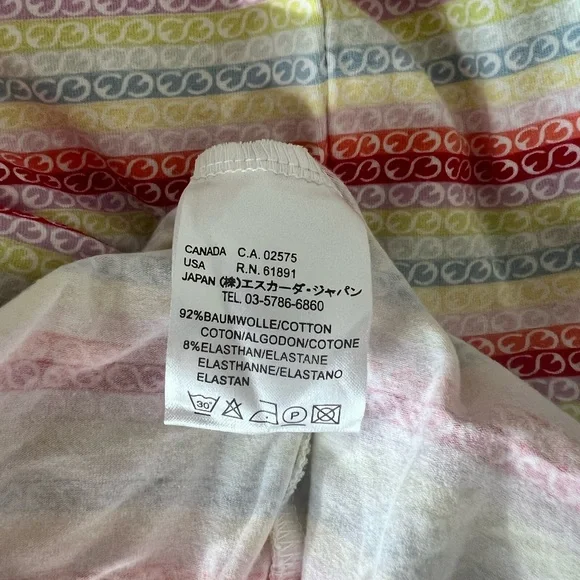 CANADA C.A. 02575
USA R.N. 61891
JAPAN (株)エスカーダ・ジャパン
TEL. 03-5786-6860
92%BAUMWOLLE/COTTON
COTON/ALGODON/COTONE
8%ELASTHAN/ELASTANE
ELASTHANNE/ELASTANO
ELASTAN
30° P